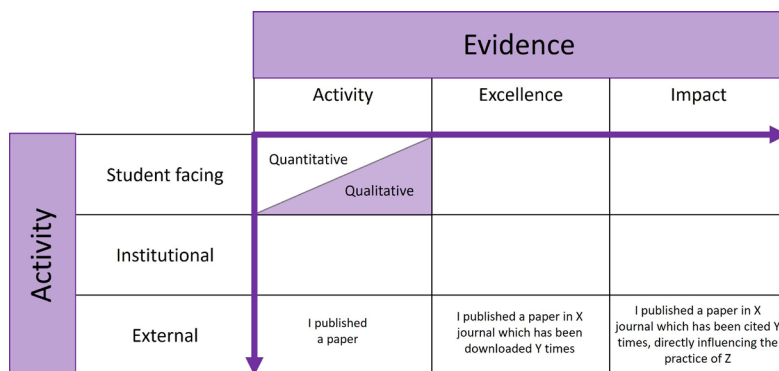 Evidence
Activity
Excellence
Impact
Activity
Student facing
Quantitative
Qualitative
Institutional
External
I published
a paper
I published a paper in X
journal which has been
downloaded Y times
I published a paper in X
journal which has been cited Y
times, directly influencing the
practice of Z